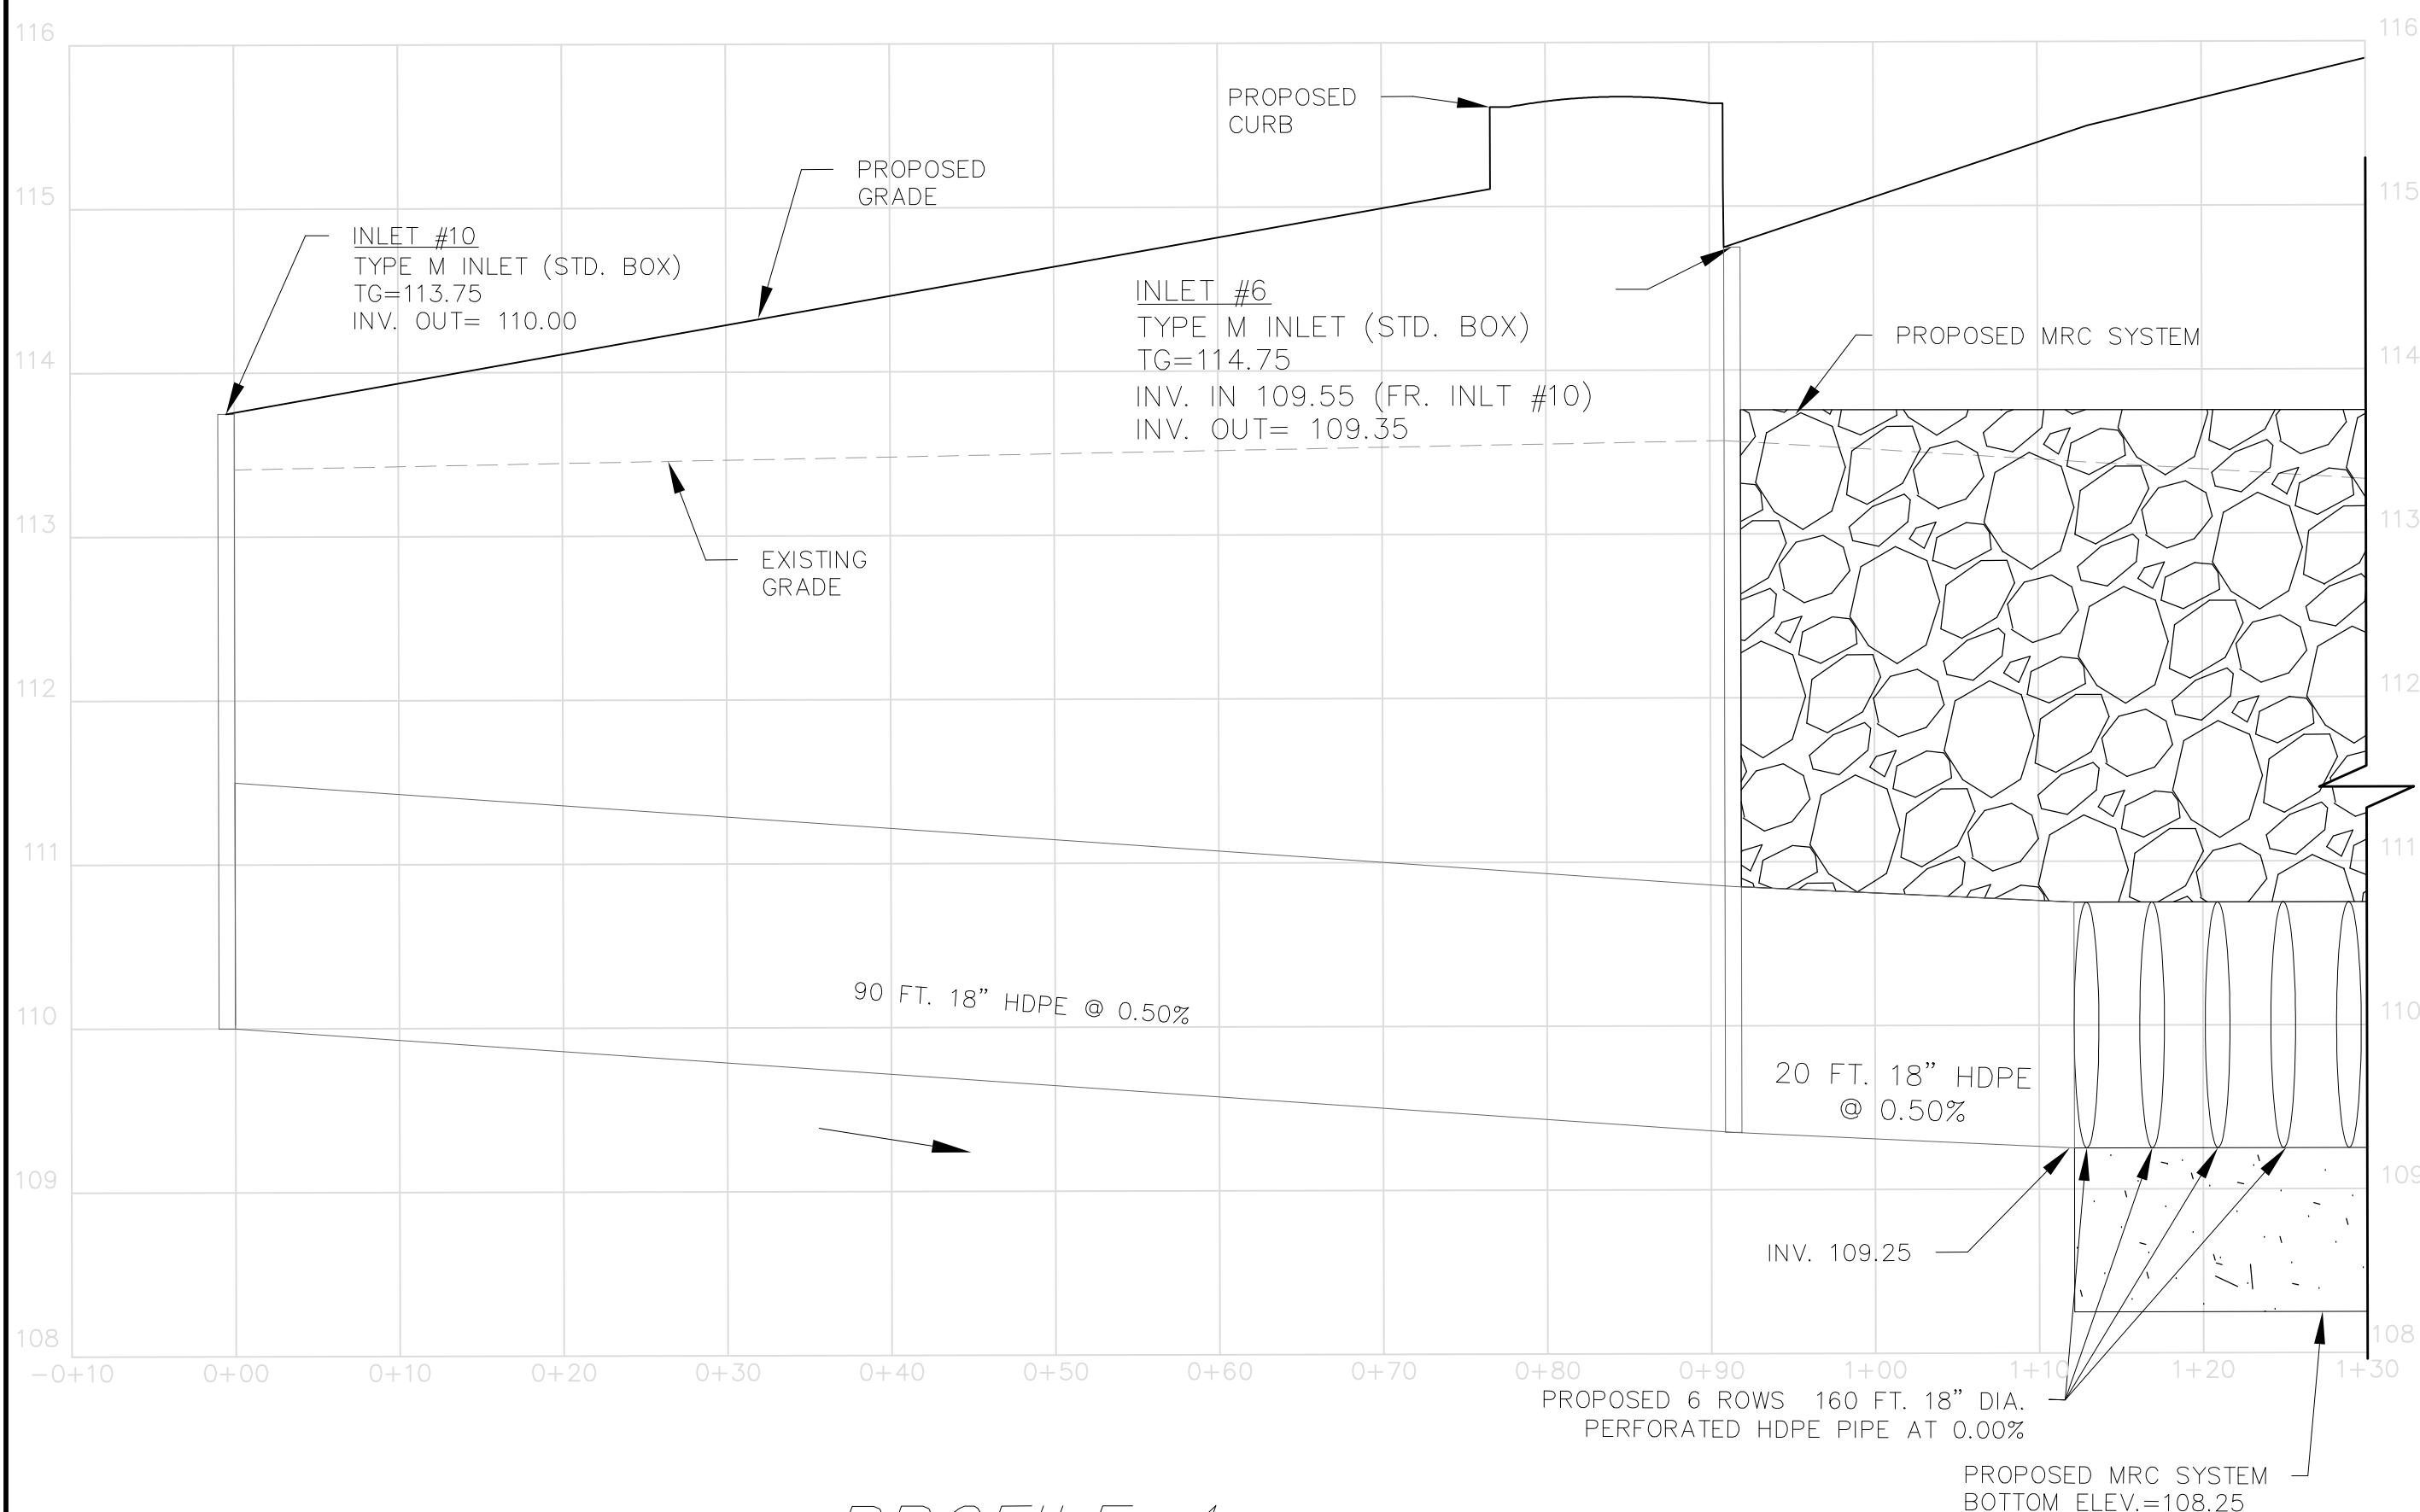 116
116
PROPOSED
CURB
PROPOSED
GRADE
115
115
INLET #10
TYPE M INLET (STD. BOX)
TG=113.75
INV. OUT= 110.00
INLET #6
TYPE M INLET (STD. BOX)
TG=114.75
INV. IN 109.55 (FR. INLT #10)
INV. OUT= 109.35
PROPOSED MRC SYSTEM
114
114
113
113
EXISTING
GRADE
112
112
111
111
90 FT. 18" HDPE @ 0.50%
110
110
20 FT. 18" HDPE
@ 0.50%
109
109
INV. 109.25
108
108
-0+10 0+00 0+10 0+20 0+30 0+40 0+50 0+60 0+70 0+80 0+90 1+00 1+10 1+20 1+30
PROPOSED 6 ROWS 160 FT. 18" DIA.
PERFORATED HDPE PIPE AT 0.00%
PROPOSED MRC SYSTEM
BOTTOM ELEV.=108.25